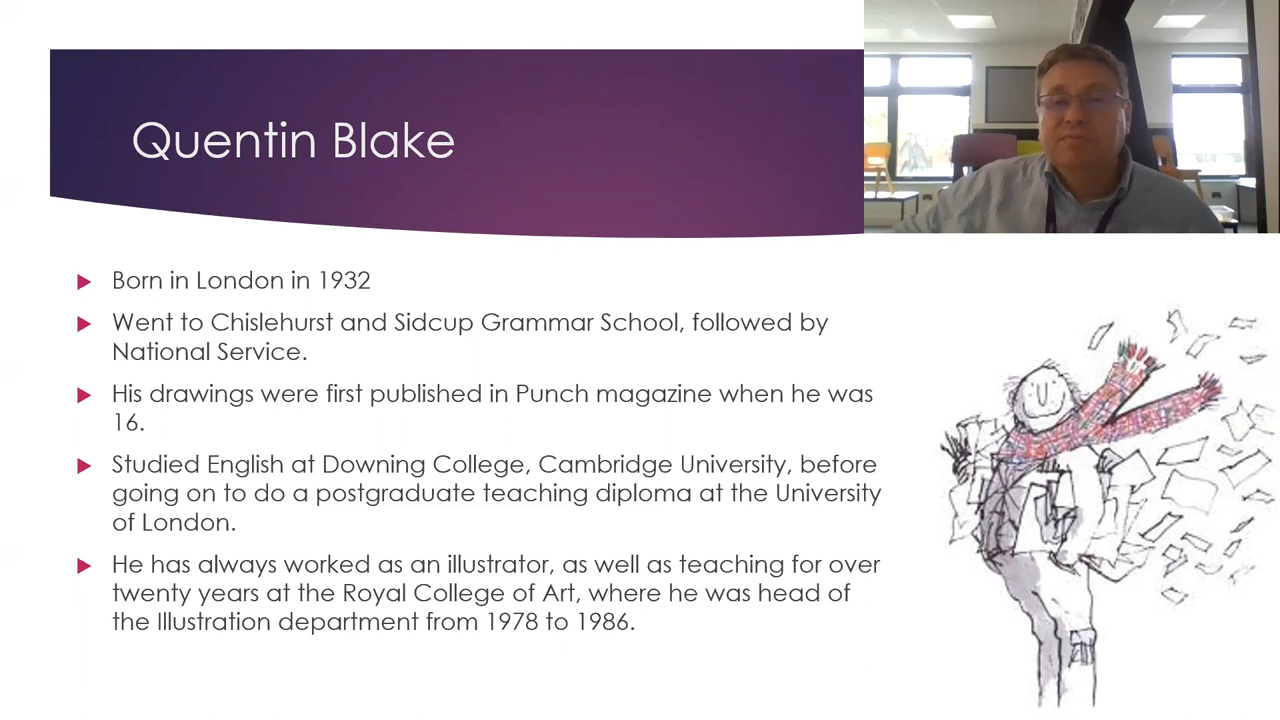 Quentin Blake
Born in London in 1932
Went to Chislehurst and Sidcup Grammar School, followed by
National Service.
His drawings were first published in Punch magazine when he was
16.
Studied English at Downing College, Cambridge University, before
going on to do a postgraduate teaching diploma at the University
of London.
He has always worked as an illustrator, as well as teaching for over
twenty years at the Royal College of Art, where he was head of
the Illustration department from 1978 to 1986.